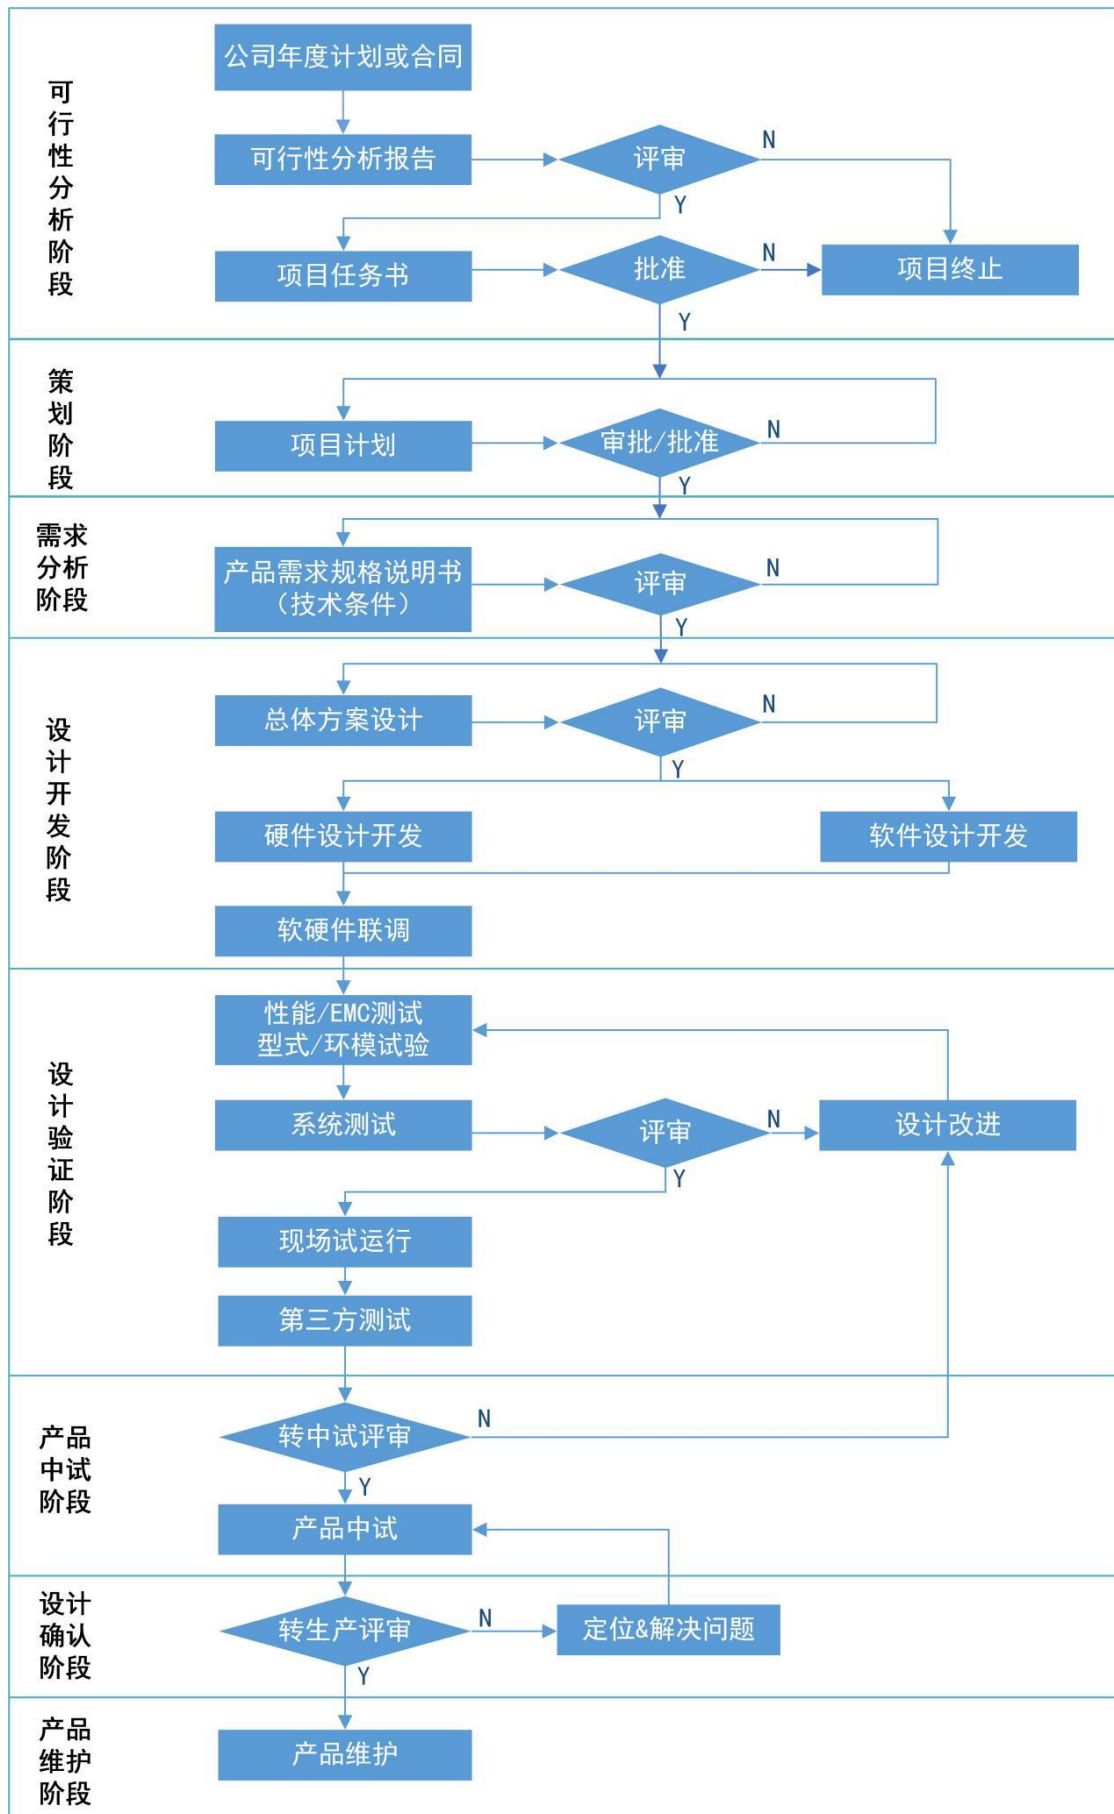 可行性分析阶段
公司年度计划或合同
可行性分析报告
评审
N
Y
项目任务书
批准
N
项目终止
Y
策划阶段
项目计划
审批/批准
N
Y
需求
分析
阶段
产品需求规格说明书
（技术条件）
评审
N
Y
设计开发阶段
总体方案设计
评审
N
Y
硬件设计开发
软件设计开发
软硬件联调
设计验证阶段
性能/EMC测试
型式/环模试验
系统测试
评审
N
设计改进
Y
现场试运行
第三方测试
产品
中试
阶段
转中试评审
N
Y
产品中试
设计
确认
阶段
转生产评审
N
定位&解决问题
Y
产品
维护
阶段
产品维护